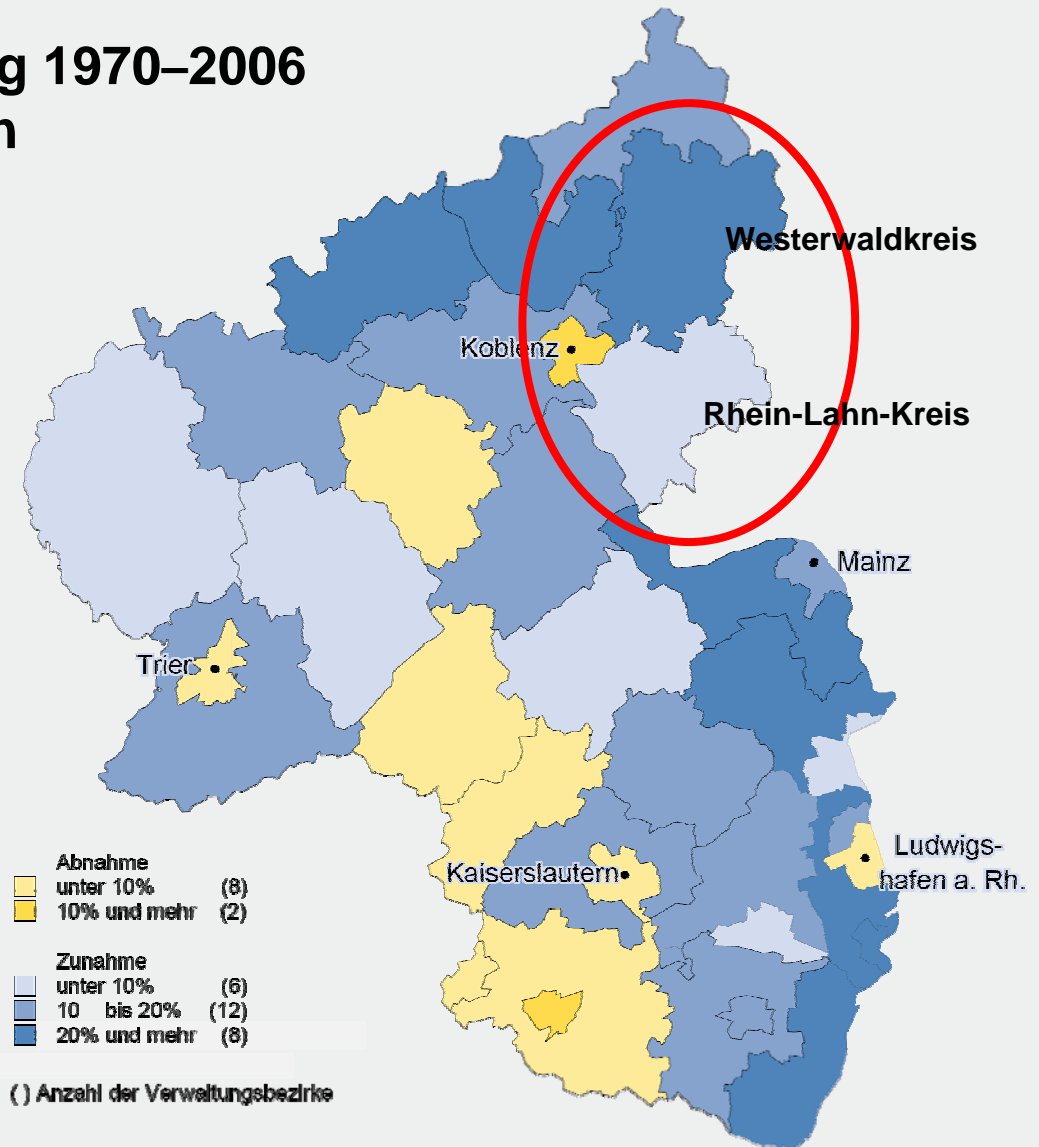 g 1970–2006
n
Westerwaldkreis
Koblenz
Rhein-Lahn-Kreis
Mainz
Trier
Kaiserslautern
Ludwigs-
hafen a. Rh.
Abnahme
unter 10% (8)
10% und mehr (2)
Zunahme
unter 10% (6)
10 bis 20% (12)
20% und mehr (8)
( ) Anzahl der Verwaltungsbezirke